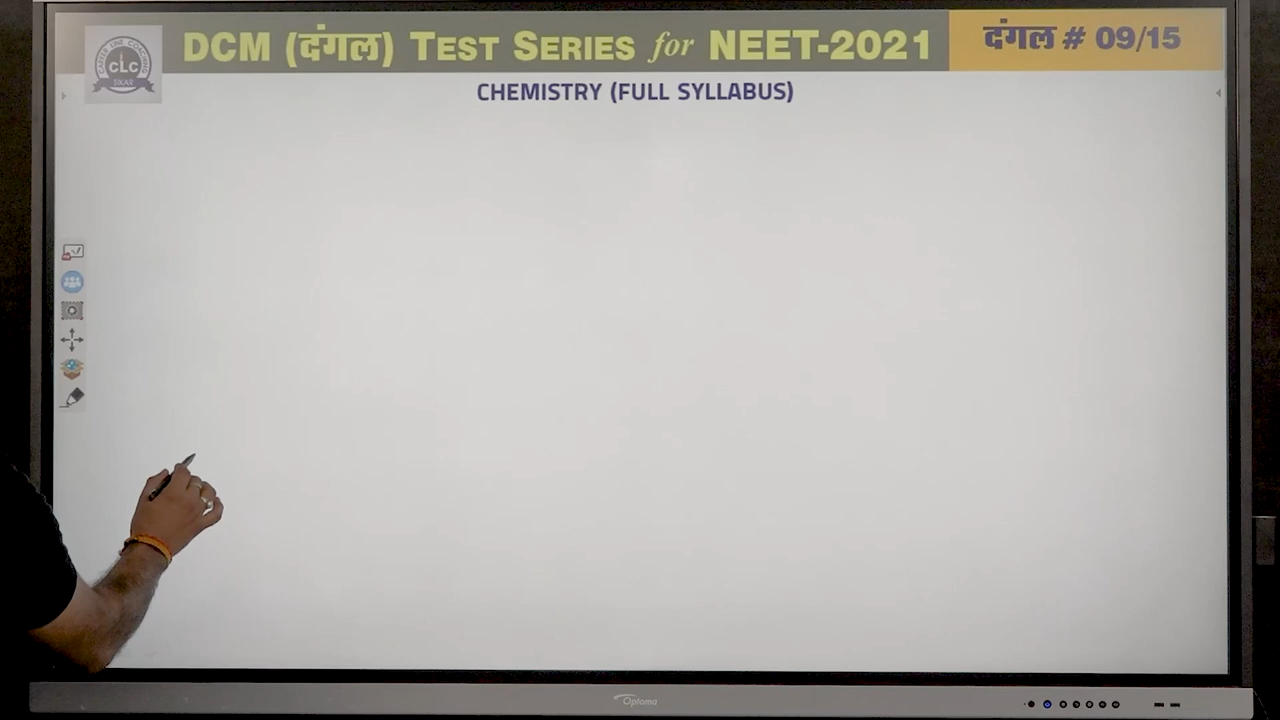 DCM (दंगल) TEST SERIES for NEET-2021
दंगल # 09/15
CLC
SIKAR
CHEMISTRY (FULL SYLLABUS)
Optoma